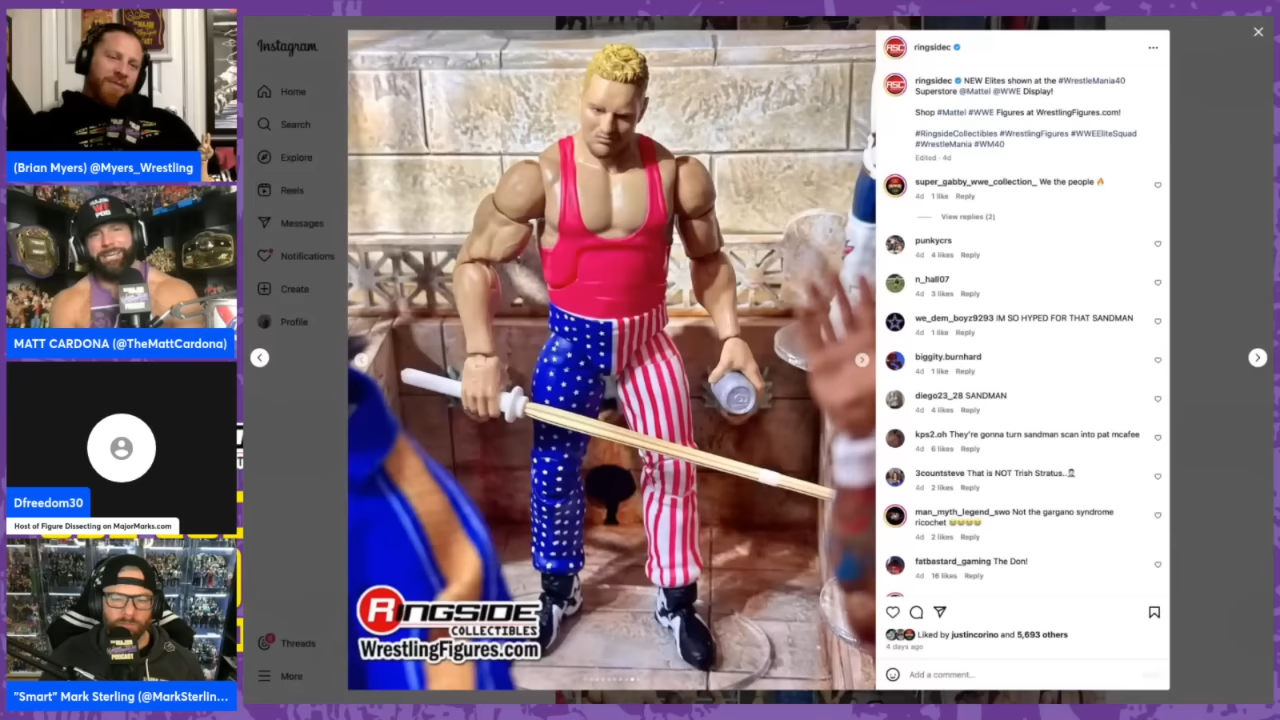 (Brian Myers) @Myers_Wrestling
MATT CARDONA (@TheMattCardona)
Dfreedom30
Host of Figure Dissecting on MajorMarks.com
"Smart" Mark Sterling (@MarkSterlin...
Instagram
Home
Search
Explore
Reels
Messages
Notifications
Create
Profile
Threads
More
RINGSIDE
COLLECTIBLES
WrestlingFigures.com
RSC
ringsidec
RSC
ringsidec NEW Elites shown at the #WrestleMania40
Superstore @Mattel @WWE Display!
Shop #Mattel #WWE Figures at WrestlingFigures.com!
#RingsideCollectibles #WrestlingFigures #WWEEliteSquad
#WrestleMania #WM40
Edited · 4d
super_gabby_wwe_collection_ We the people 🔥
4d 1 like Reply
View replies (2)
punkycrs
4d 4 likes Reply
n_hall07
4d 3 likes Reply
we_dem_boyz9293 IM SO HYPED FOR THAT SANDMAN
4d 1 like Reply
biggity.burnhard
4d 1 like Reply
diego23_28 SANDMAN
4d 4 likes Reply
kps2.oh They're gonna turn sandman scan into pat mcafee
4d 6 likes Reply
3countsteve That is NOT Trish Stratus..
4d 2 likes Reply
man_myth_legend_swo Not the gargano syndrome
ricochet 😂😂😂😂
4d 2 likes Reply
fatbastard_gaming The Don!
4d 16 likes Reply
Liked by justincorino and 5,693 others
4 days ago
Add a comment...